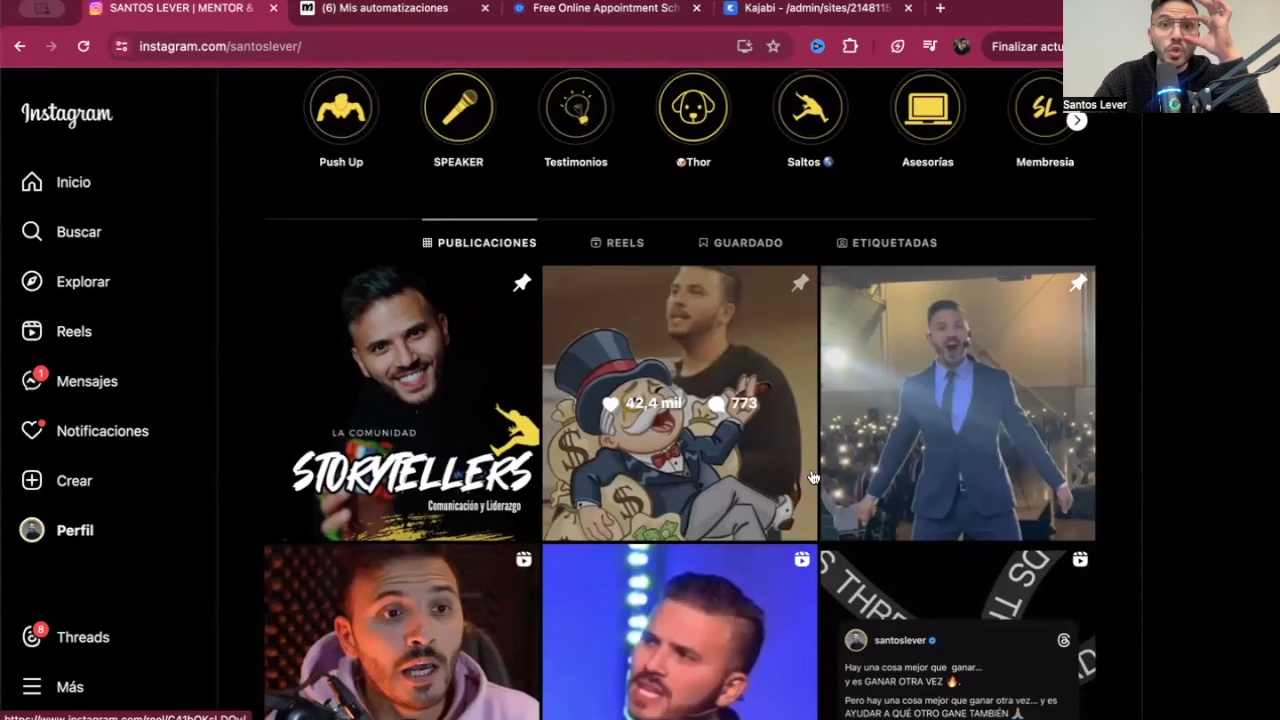 SANTOS LEVER | MENTOR &
(6) Mis automatizaciones
Free Online Appointment Sch
Kajabi - /admin/sites/2148115
instagram.com/santoslever/
Finalizar actu
Santos Lever
Instagram
Inicio
Buscar
Explorar
Reels
1
Mensajes
Notificaciones
Crear
Perfil
8
Threads
Más
SL
Push Up
SPEAKER
Testimonios
🐶Thor
Saltos 🌎
Asesorías
Membresia
PUBLICACIONES
REELS
GUARDADO
ETIQUETADAS
LA COMUNIDAD
STORYTELLERS
Comunicación y Liderazgo
42,4 mil
773
santoslever
Hay una cosa mejor que ganar...
y es GANAR OTRA VEZ 🔥.
Pero hay una cosa mejor que ganar otra vez... y es
AYUDAR A QUÉ OTRO GANE TAMBIÉN 🙏